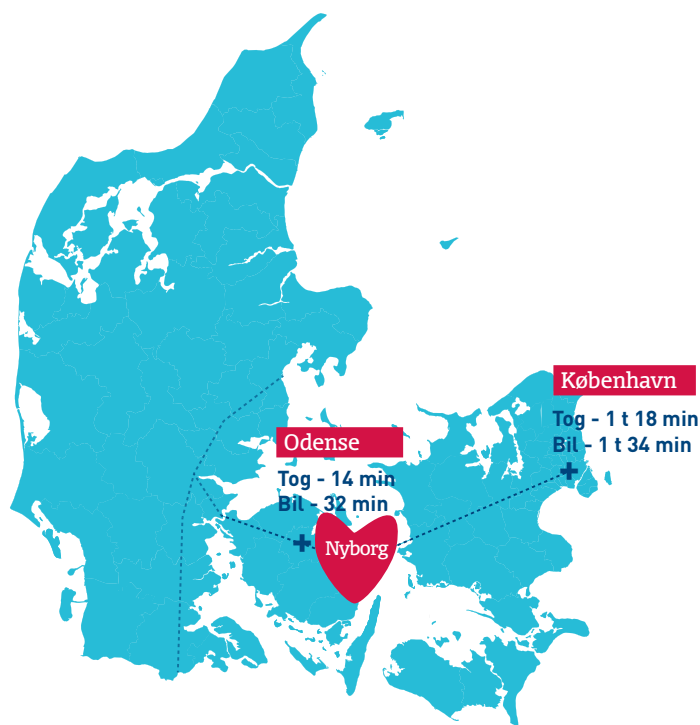 København
Tog - 1 t 18 min
Bil - 1 t 34 min
Odense
Tog - 14 min
Bil - 32 min
Nyborg